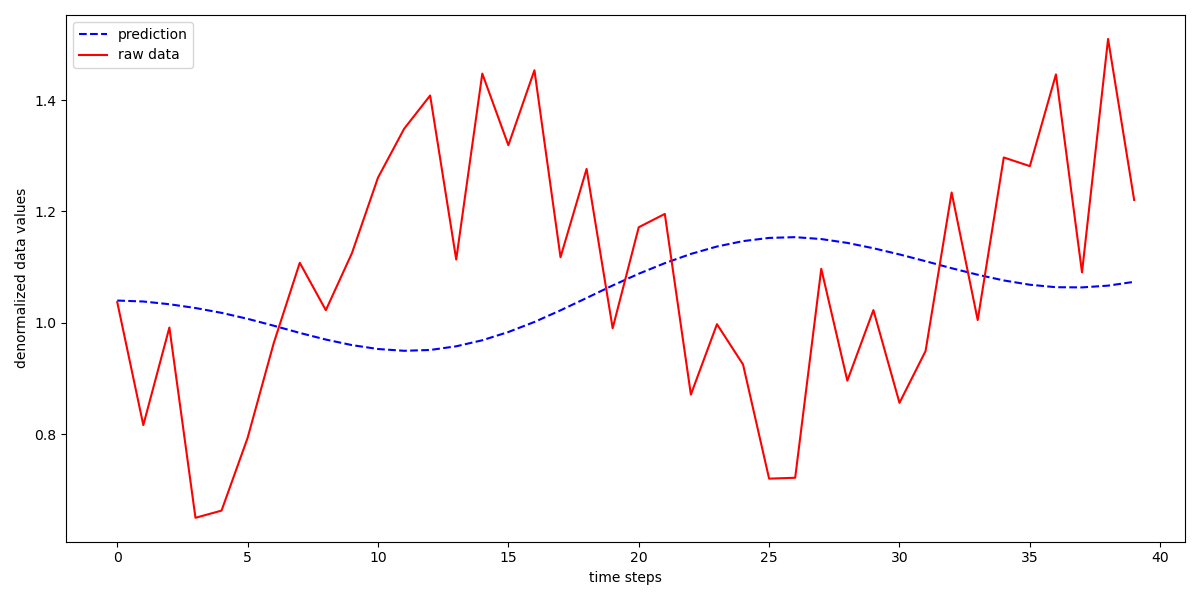 prediction
raw data
denormalized data values
1.4
1.2
1.0
0.8
0 5 10 15 20 25 30 35 40
time steps